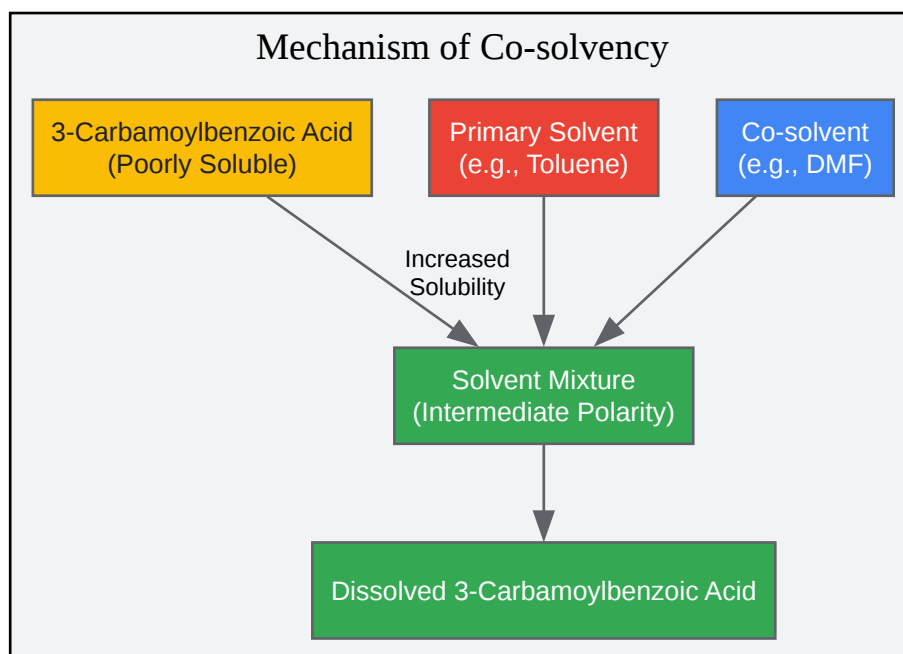 Mechanism of Co-solvency
3-Carbamoylbenzoic Acid
(Poorly Soluble)
Primary Solvent
(e.g., Toluene)
Co-solvent
(e.g., DMF)
Increased
Solubility
Solvent Mixture
(Intermediate Polarity)
Dissolved 3-Carbamoylbenzoic Acid